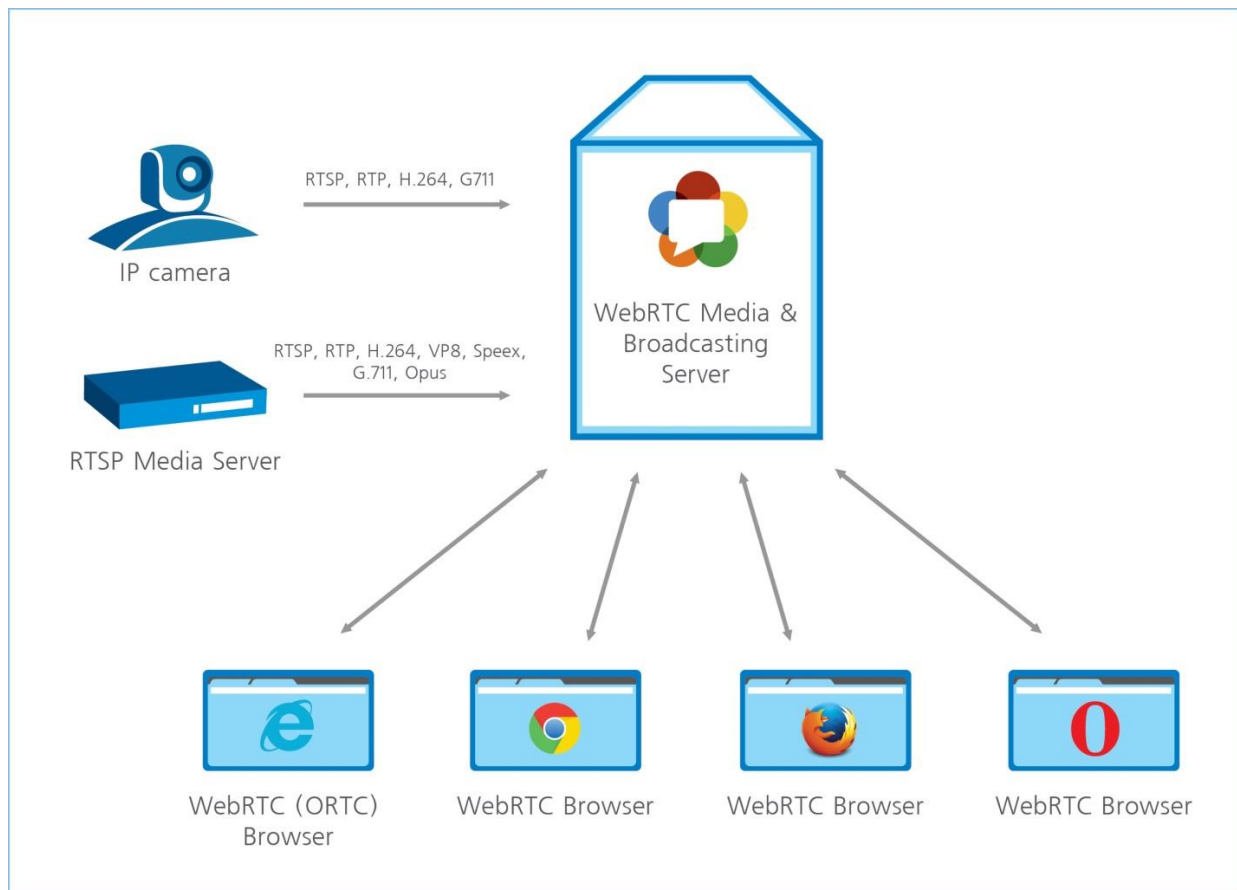 RTSP, RTP, H.264, G711
IP camera
RTSP, RTP, H.264, VP8, Speex,
G.711, Opus
RTSP Media Server
WebRTC Media &
Broadcasting
Server
WebRTC (ORTC)
Browser
WebRTC Browser
WebRTC Browser
WebRTC Browser